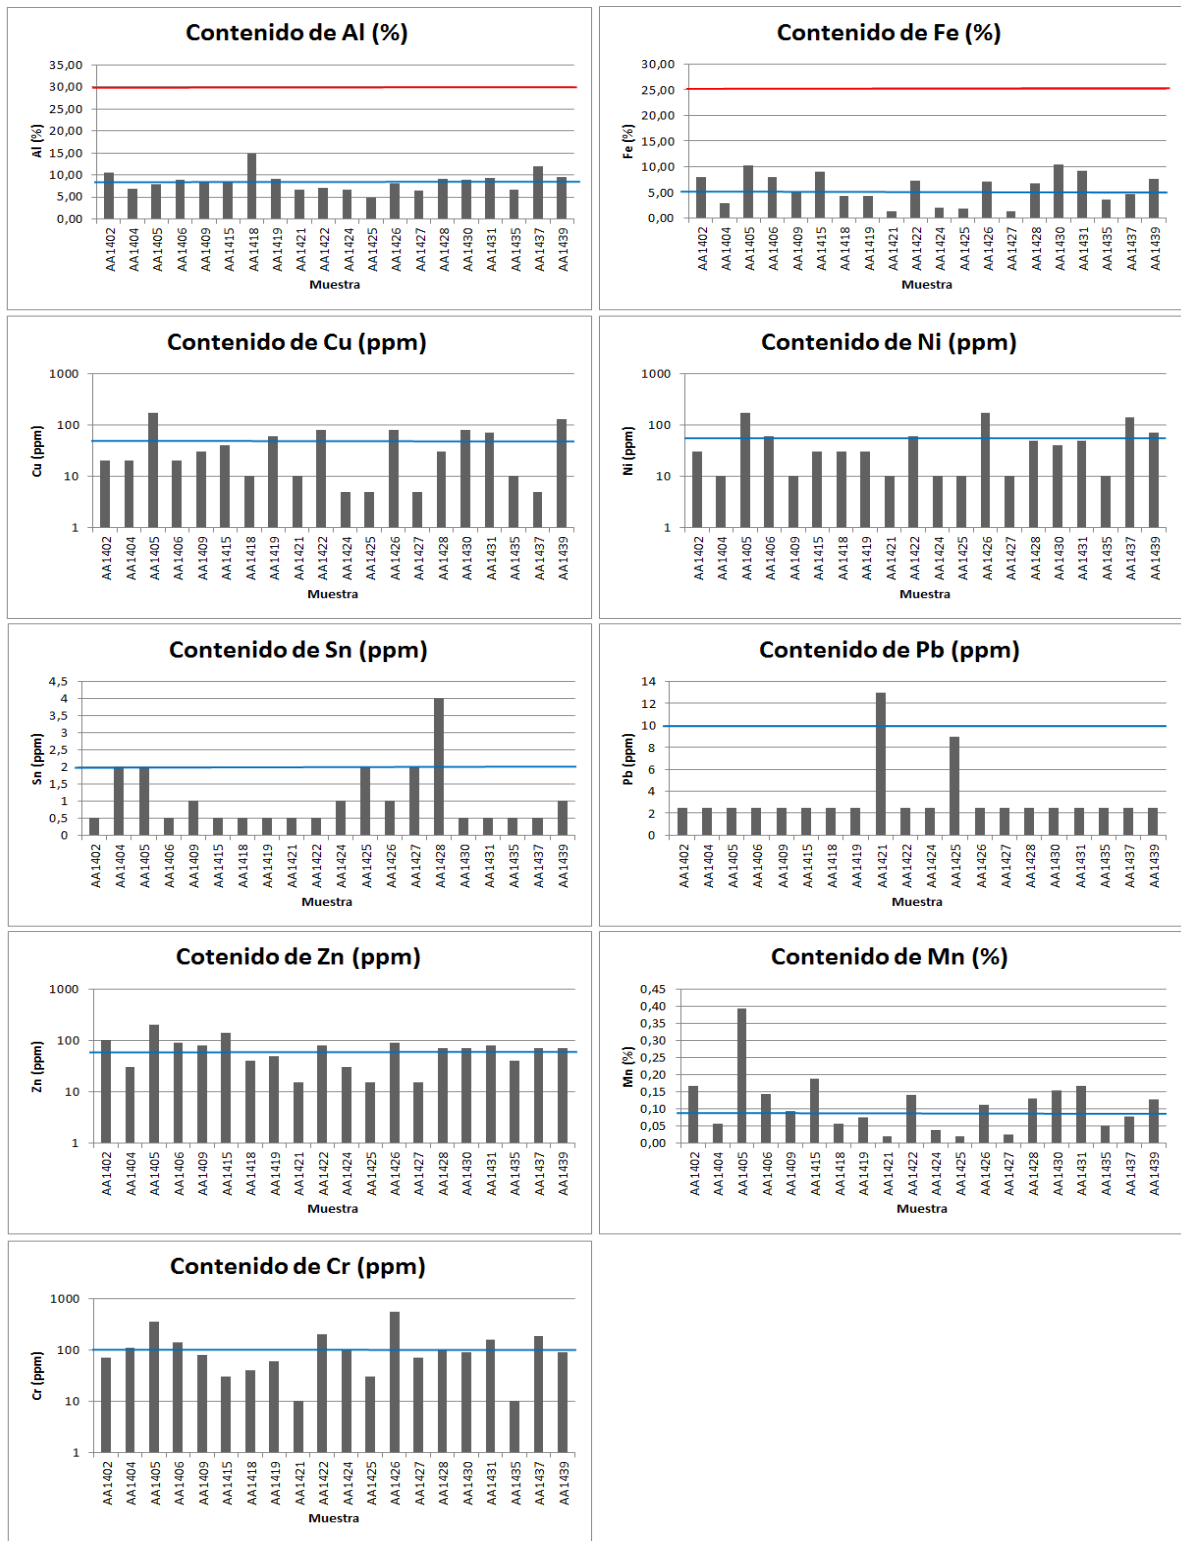 Contenido de Al (%)
Al (%)
35,00
30,00
25,00
20,00
15,00
10,00
5,00
0,00
AA1402 AA1404 AA1405 AA1406 AA1409 AA1415 AA1418 AA1419 AA1421 AA1422 AA1424 AA1425 AA1426 AA1427 AA1428 AA1430 AA1431 AA1435 AA1437 AA1439
Muestra
Contenido de Fe (%)
Fe (%)
30,00
25,00
20,00
15,00
10,00
5,00
0,00
AA1402 AA1404 AA1405 AA1406 AA1409 AA1415 AA1418 AA1419 AA1421 AA1422 AA1424 AA1425 AA1426 AA1427 AA1428 AA1430 AA1431 AA1435 AA1437 AA1439
Muestra
Contenido de Cu (ppm)
Cu (ppm)
1000
100
10
1
AA1402 AA1404 AA1405 AA1406 AA1409 AA1415 AA1418 AA1419 AA1421 AA1422 AA1424 AA1425 AA1426 AA1427 AA1428 AA1430 AA1431 AA1435 AA1437 AA1439
Muestra
Contenido de Ni (ppm)
Ni (ppm)
1000
100
10
1
AA1402 AA1404 AA1405 AA1406 AA1409 AA1415 AA1418 AA1419 AA1421 AA1422 AA1424 AA1425 AA1426 AA1427 AA1428 AA1430 AA1431 AA1435 AA1437 AA1439
Muestra
Contenido de Sn (ppm)
Sn (ppm)
4,5
4
3,5
3
2,5
2
1,5
1
0,5
0
AA1402 AA1404 AA1405 AA1406 AA1409 AA1415 AA1418 AA1419 AA1421 AA1422 AA1424 AA1425 AA1426 AA1427 AA1428 AA1430 AA1431 AA1435 AA1437 AA1439
Muestra
Contenido de Pb (ppm)
Pb (ppm)
14
12
10
8
6
4
2
0
AA1402 AA1404 AA1405 AA1406 AA1409 AA1415 AA1418 AA1419 AA1421 AA1422 AA1424 AA1425 AA1426 AA1427 AA1428 AA1430 AA1431 AA1435 AA1437 AA1439
Muestra
Cotenido de Zn (ppm)
Zn (ppm)
1000
100
10
1
AA1402 AA1404 AA1405 AA1406 AA1409 AA1415 AA1418 AA1419 AA1421 AA1422 AA1424 AA1425 AA1426 AA1427 AA1428 AA1430 AA1431 AA1435 AA1437 AA1439
Muestra
Contenido de Mn (%)
Mn (%)
0,45
0,40
0,35
0,30
0,25
0,20
0,15
0,10
0,05
0,00
AA1402 AA1404 AA1405 AA1406 AA1409 AA1415 AA1418 AA1419 AA1421 AA1422 AA1424 AA1425 AA1426 AA1427 AA1428 AA1430 AA1431 AA1435 AA1437 AA1439
Muestra
Contenido de Cr (ppm)
Cr (ppm)
1000
100
10
1
AA1402 AA1404 AA1405 AA1406 AA1409 AA1415 AA1418 AA1419 AA1421 AA1422 AA1424 AA1425 AA1426 AA1427 AA1428 AA1430 AA1431 AA1435 AA1437 AA1439
Muestra